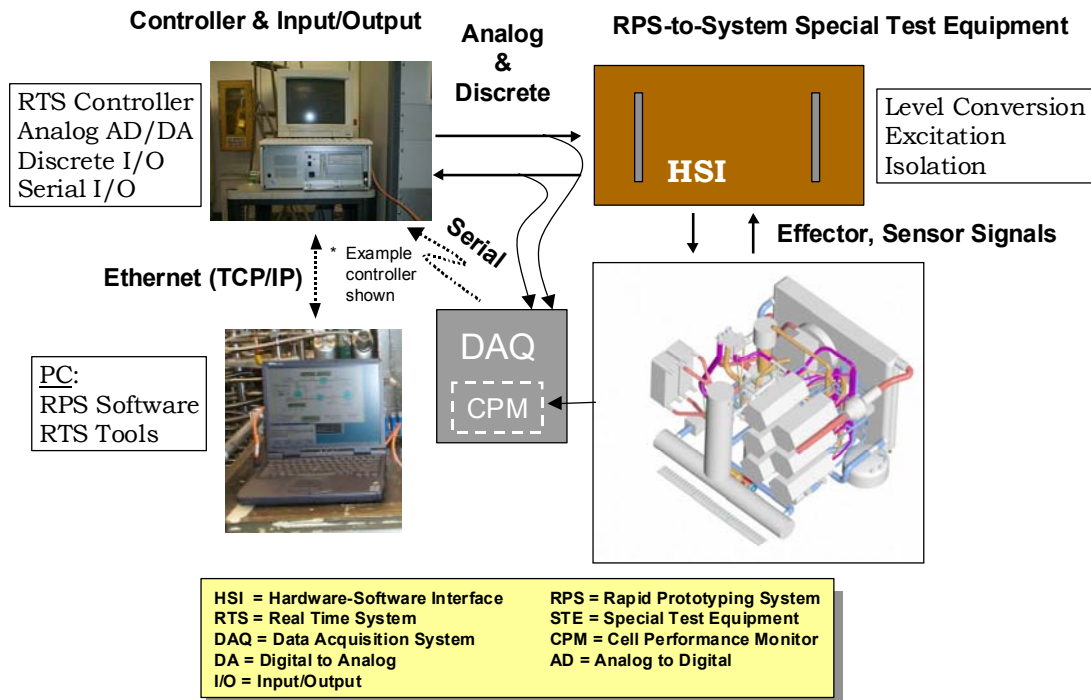 Controller & Input/Output
Analog
&
Discrete
RPS-to-System Special Test Equipment
RTS Controller
Analog AD/DA
Discrete I/O
Serial I/O
HSI
Level Conversion
Excitation
Isolation
Serial
Effector, Sensor Signals
Ethernet (TCP/IP)
* Example
controller
shown
DAQ
CPM
PC:
RPS Software
RTS Tools
HSI = Hardware-Software Interface
RTS = Real Time System
DAQ = Data Acquisition System
DA = Digital to Analog
I/O = Input/Output
RPS = Rapid Prototyping System
STE = Special Test Equipment
CPM = Cell Performance Monitor
AD = Analog to Digital